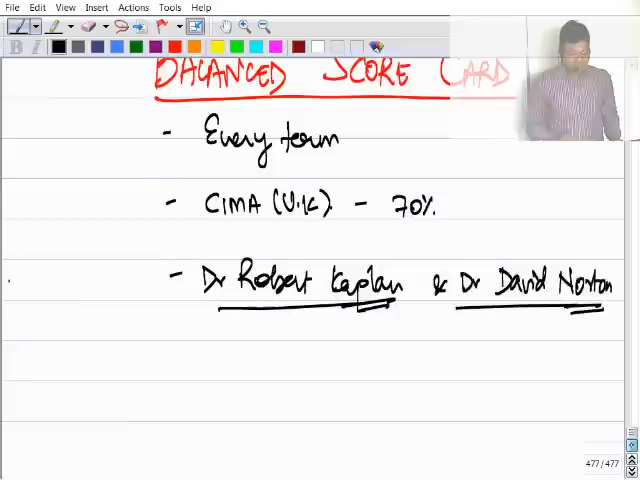 File Edit View Insert Actions Tools Help
B I U
BALANCED SCORE CARD
- Every term
- CIMA (U.K). - 70%.
- Dr Robert Kaplan & Dr David Norton
477 / 477